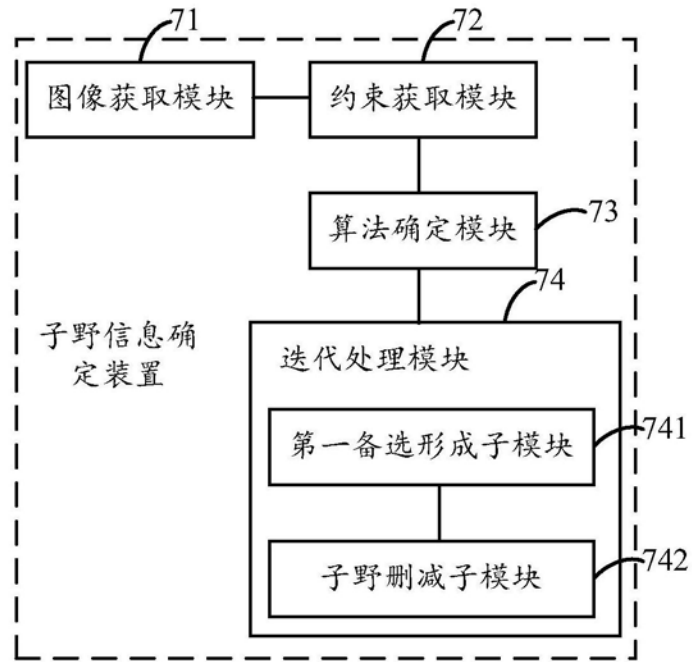 71
72
图像获取模块
约束获取模块
算法确定模块
73
74
子野信息确
定装置
迭代处理模块
第一备选形成子模块
741
子野删减子模块
742